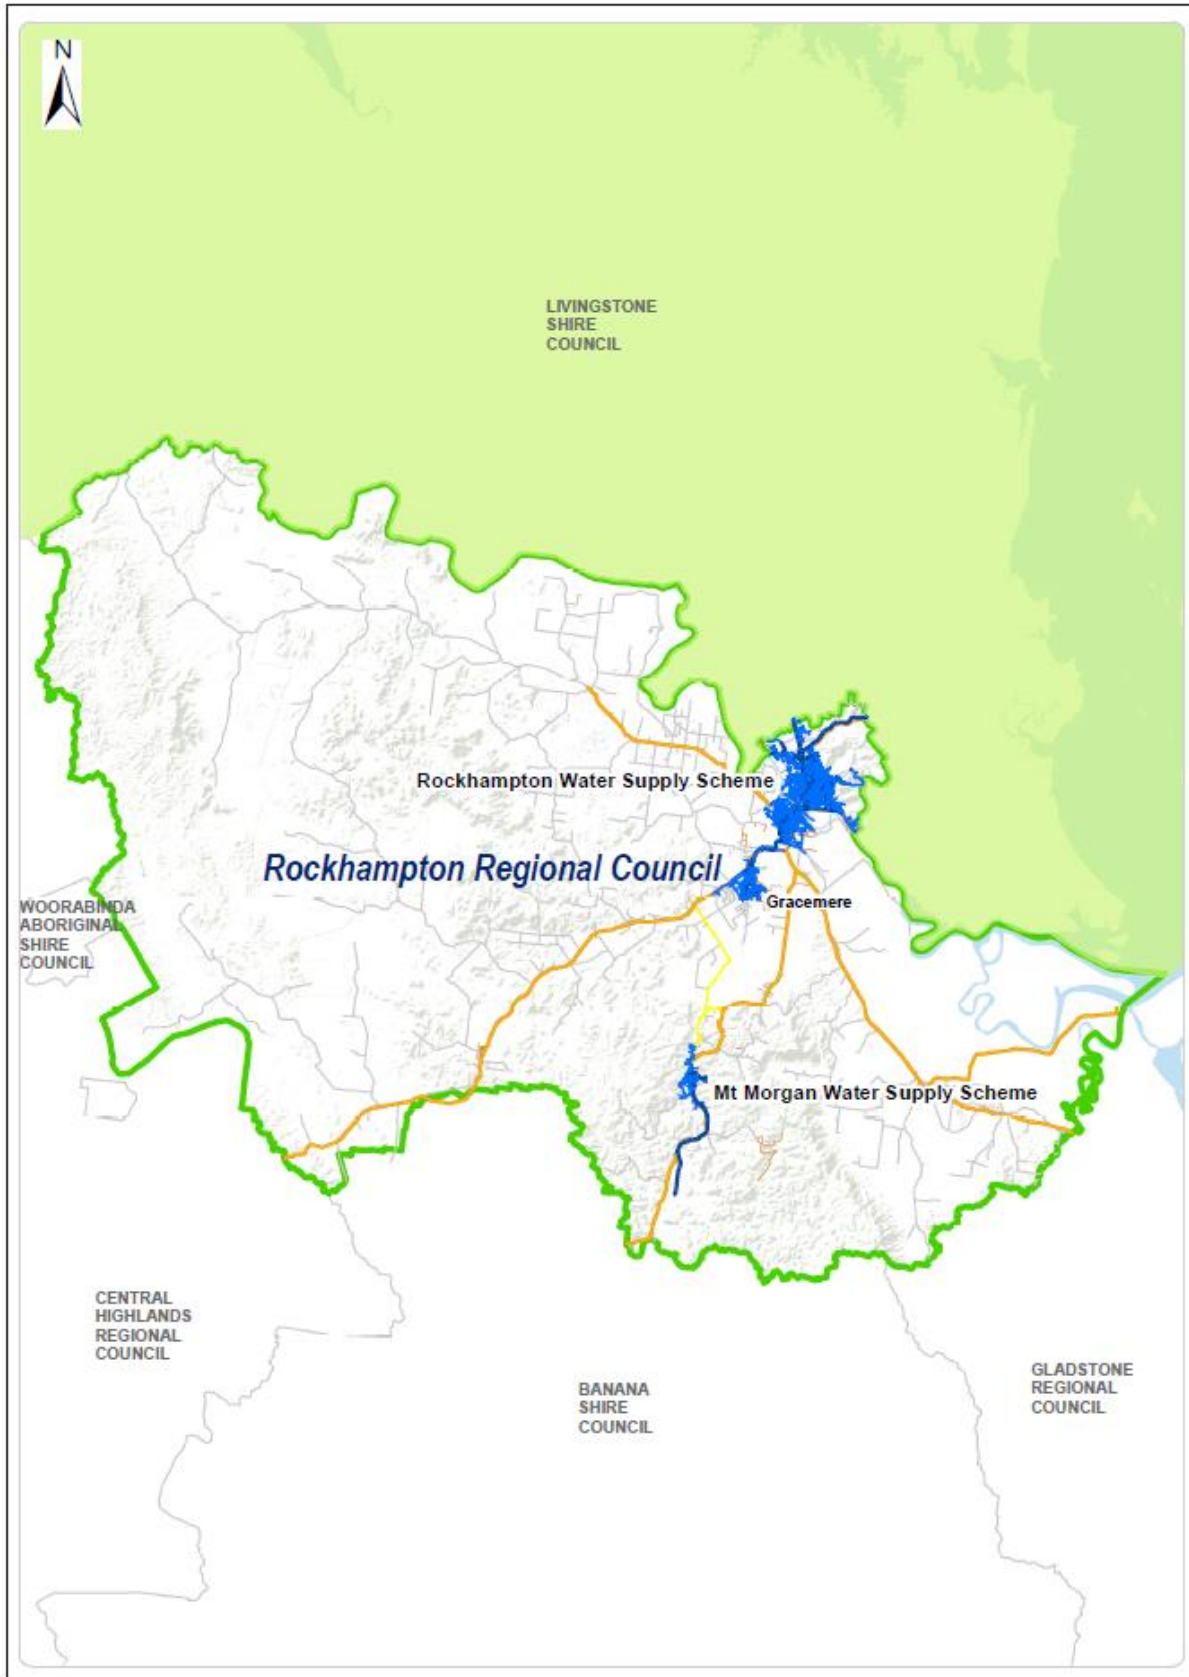 N
LIVINGSTONE
SHIRE
COUNCIL
Rockhampton Water Supply Scheme
Rockhampton Regional Council
Gracemere
WOORABINDA
ABORIGINAL
SHIRE
COUNCIL
Mt Morgan Water Supply Scheme
CENTRAL
HIGHLANDS
REGIONAL
COUNCIL
BANANA
SHIRE
COUNCIL
GLADSTONE
REGIONAL
COUNCIL